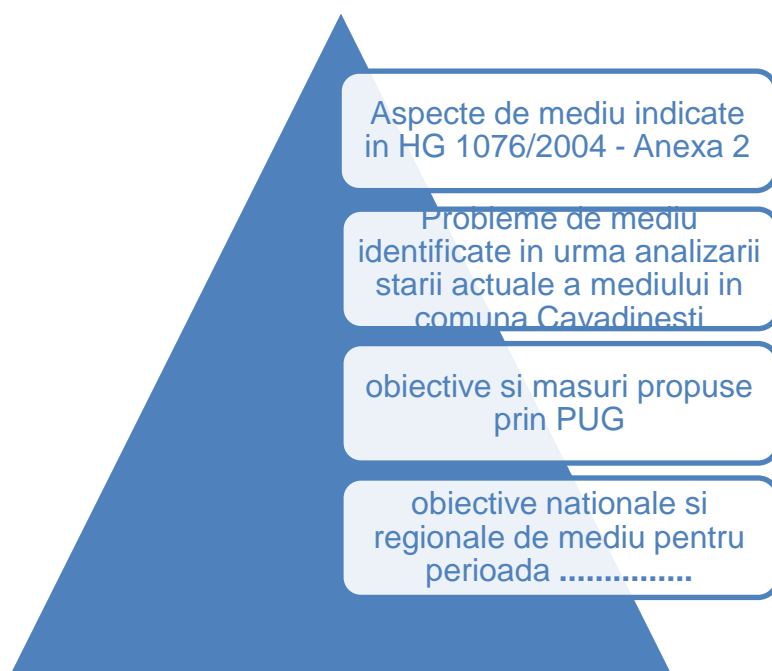 Aspecte de mediu indicate
in HG 1076/2004 - Anexa 2
Probleme de mediu
identificate in urma analizarii
starii actuale a mediului in
comuna Cavadinesti
obiective si masuri propuse
prin PUG
obiective nationale si
regionale de mediu pentru
perioada ...............